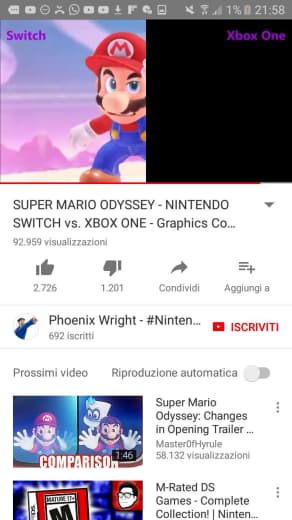 1% 21:58
Switch Xbox One
SUPER MARIO ODYSSEY - NINTENDO
SWITCH vs. XBOX ONE - Graphics Co...
92.959 visualizzazioni
2.726 1.201 Condividi Aggiungi a
Phoenix Wright - #Ninten... ISCRIVITI
692 iscritti
Prossimi video Riproduzione automatica
Super Mario
Odyssey: Changes
in Opening Trailer ...
Master0fHyrule
58.132 visualizzazioni
1:46
COMPARISON
M-Rated DS
Games - Complete
Collection! | Ninten...
MATURE 17+
M